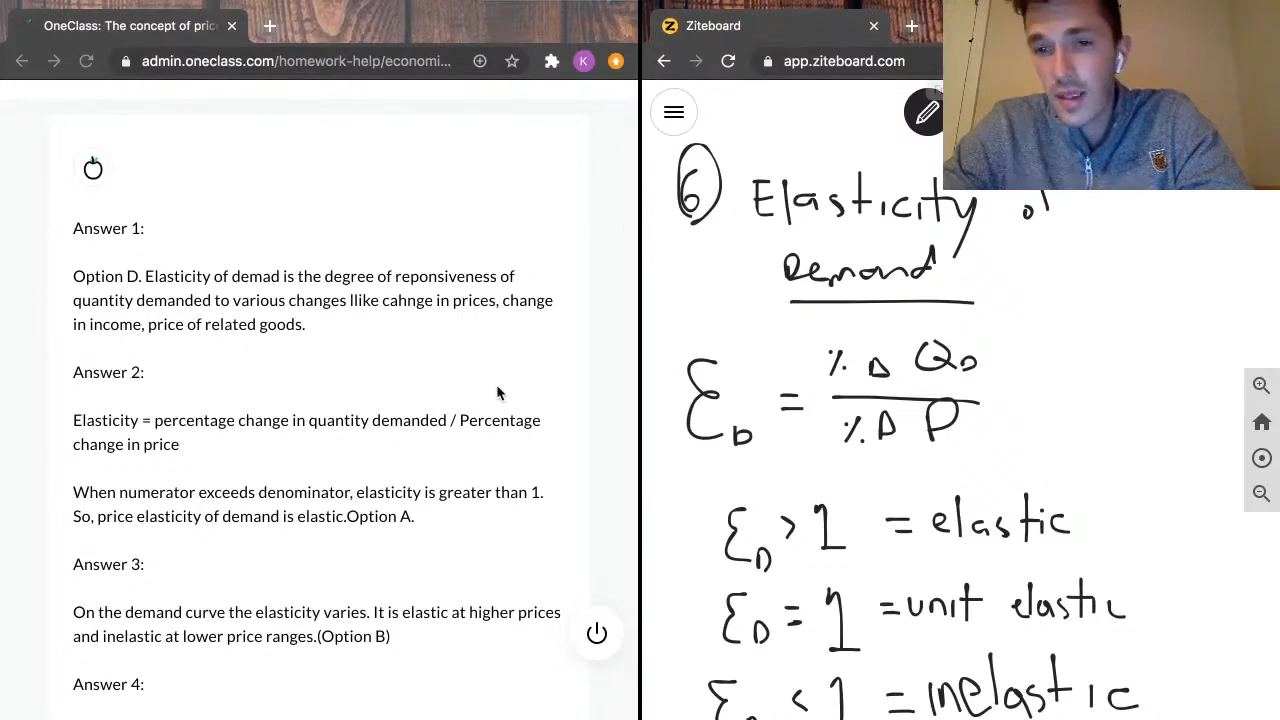 OneClass: The concept of pric
admin.oneclass.com/homework-help/economi...
K
Answer 1:
Option D. Elasticity of demad is the degree of reponsiveness of
quantity demanded to various changes llike cahnge in prices, change
in income, price of related goods.
Answer 2:
Elasticity = percentage change in quantity demanded / Percentage
change in price
When numerator exceeds denominator, elasticity is greater than 1.
So, price elasticity of demand is elastic.Option A.
Answer 3:
On the demand curve the elasticity varies. It is elastic at higher prices
and inelastic at lower price ranges.(Option B)
Answer 4:
Z Ziteboard
app.ziteboard.com
6 Elasticity of
Demand
ƐD = % Δ QD
% Δ P
ƐD > 1 = elastic
ƐD = 1 = unit elastic
ƐD < 1 = inelastic